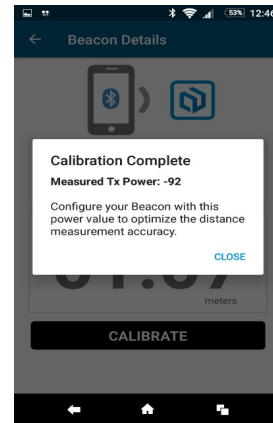 53% 12:46
Beacon Details
Calibration Complete
Measured Tx Power: -92
Configure your Beacon with this
power value to optimize the distance
measurement accuracy.
CLOSE
meters
CALIBRATE